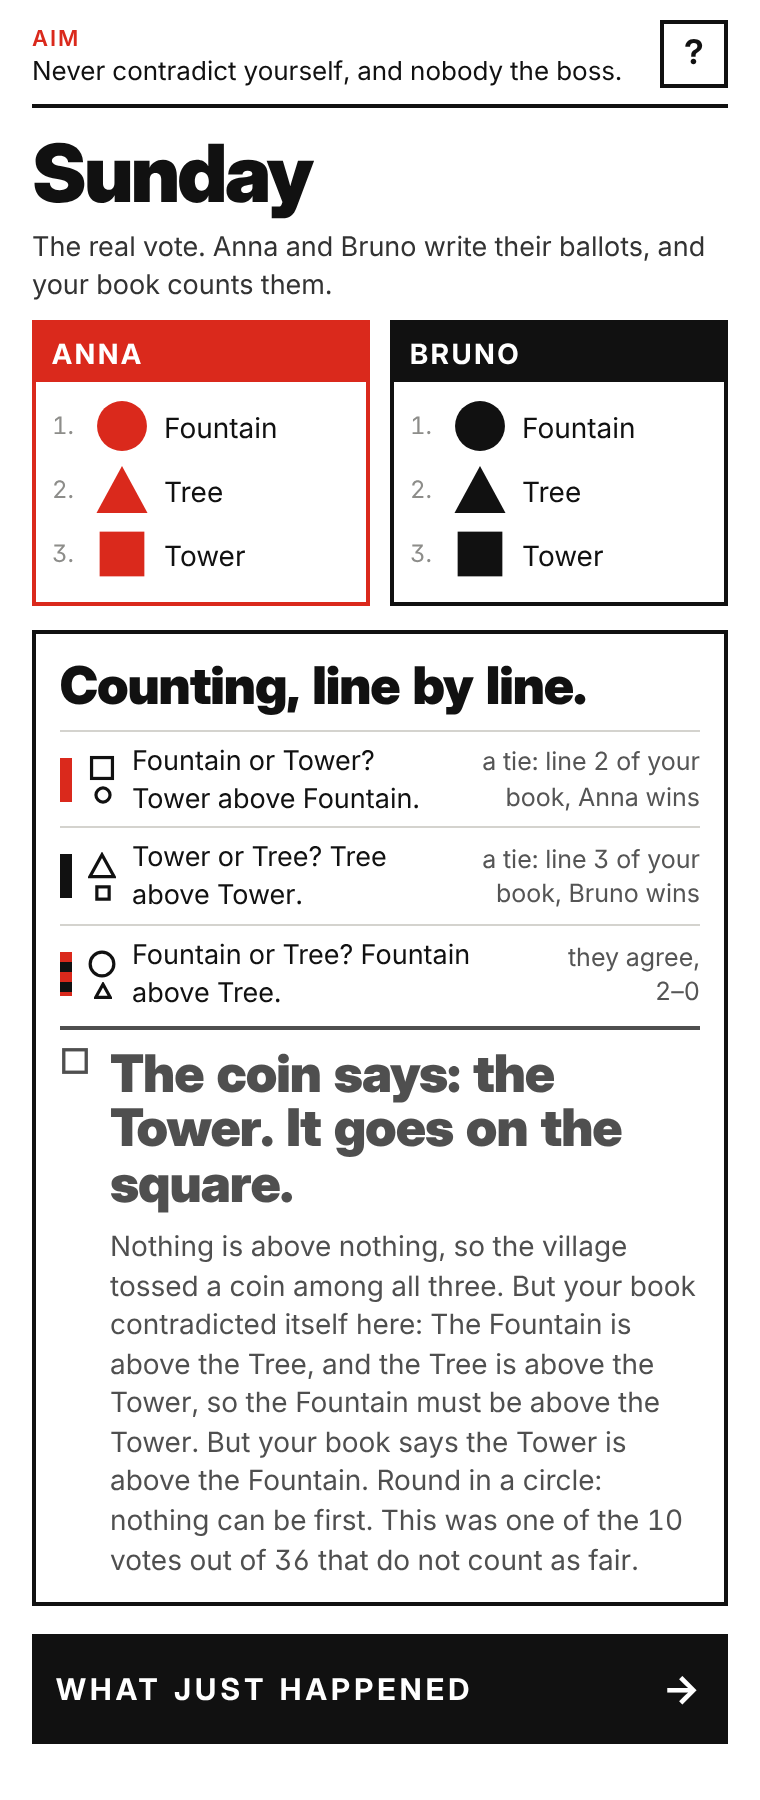 AIM
Never contradict yourself, and nobody the boss.
?
Sunday
The real vote. Anna and Bruno write their ballots, and
your book counts them.
ANNA
1. Fountain
2. Tree
3. Tower
BRUNO
1. Fountain
2. Tree
3. Tower
Counting, line by line.
Fountain or Tower?
Tower above Fountain.
a tie: line 2 of your
book, Anna wins
Tower or Tree? Tree
above Tower.
a tie: line 3 of your
book, Bruno wins
Fountain or Tree? Fountain
above Tree.
they agree,
2–0
The coin says: the
Tower. It goes on the
square.
Nothing is above nothing, so the village
tossed a coin among all three. But your book
contradicted itself here: The Fountain is
above the Tree, and the Tree is above the
Tower, so the Fountain must be above the
Tower. But your book says the Tower is
above the Fountain. Round in a circle:
nothing can be first. This was one of the 10
votes out of 36 that do not count as fair.
WHAT JUST HAPPENED →